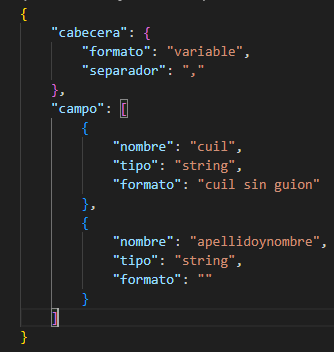 {
    "cabecera": {
        "formato": "variable",
        "separador": ","
    },
    "campo": [
        {
            "nombre": "cuil",
            "tipo": "string",
            "formato": "cuil sin guion"
        },
        {
            "nombre": "apellidoynombre",
            "tipo": "string",
            "formato": ""
        }
    ]
}